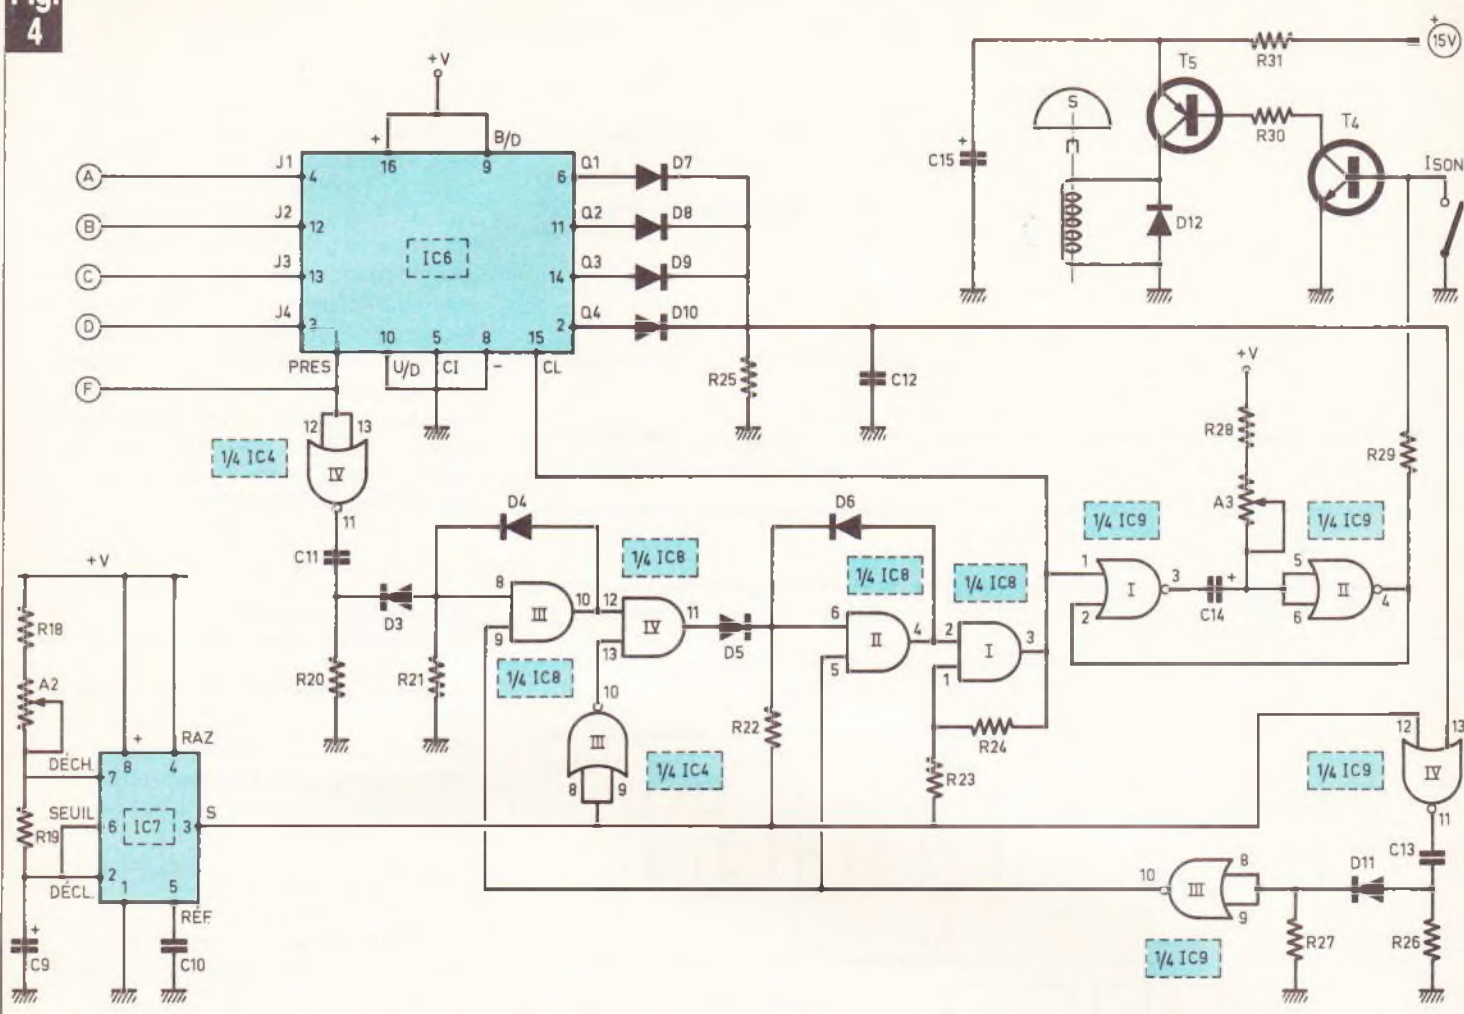 4
+V
+
15V
R31
T5
S
R30
T4
C15
+
ISON
D12
+
B/D
16
9
A
J1
4
6
Q1
D7
B
J2
12
11
Q2
D8
IC6
C
J3
13
14
Q3
D9
D
J4
3
10
5
8
15
2
Q4
D10
PRES
U/D
CI
-
CL
R25
C12
F
+V
12
13
1/4 IC4
IV
11
R28
R29
A3
C11
D4
D6
1/4 IC8
1/4 IC8
1/4 IC8
1/4 IC9
1/4 IC9
+V
D3
8
III
10
12
IV
11
D5
6
II
4
2
I
3
1
I
3
C14
+
5
II
4
9
13
5
1
2
6
1/4 IC8
R18
R20
R21
A2
10
III
8
9
1/4 IC4
R22
R24
R23
12
13
IV
11
1/4 IC9
+
RAZ
DÉCH.
7
8
4
SEUIL
6
IC7
3
S
R19
2
DÉCL.
1
5
RÉF.
C13
D11
10
III
8
9
R27
R26
1/4 IC9
+
C9
C10